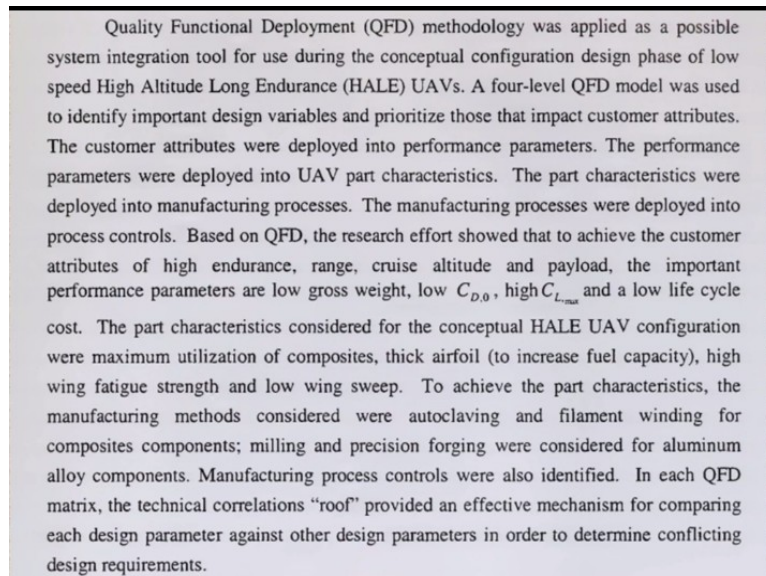 Quality Functional Deployment (QFD) methodology was applied as a possible
system integration tool for use during the conceptual configuration design phase of low
speed High Altitude Long Endurance (HALE) UAVs. A four-level QFD model was used
to identify important design variables and prioritize those that impact customer attributes.
The customer attributes were deployed into performance parameters. The performance
parameters were deployed into UAV part characteristics. The part characteristics were
deployed into manufacturing processes. The manufacturing processes were deployed into
process controls. Based on QFD, the research effort showed that to achieve the customer
attributes of high endurance, range, cruise altitude and payload, the important
performance parameters are low gross weight, low C_{D,0}, high C_{L_{max}} and a low life cycle
cost. The part characteristics considered for the conceptual HALE UAV configuration
were maximum utilization of composites, thick airfoil (to increase fuel capacity), high
wing fatigue strength and low wing sweep. To achieve the part characteristics, the
manufacturing methods considered were autoclaving and filament winding for
composites components; milling and precision forging were considered for aluminum
alloy components. Manufacturing process controls were also identified. In each QFD
matrix, the technical correlations “roof” provided an effective mechanism for comparing
each design parameter against other design parameters in order to determine conflicting
design requirements.